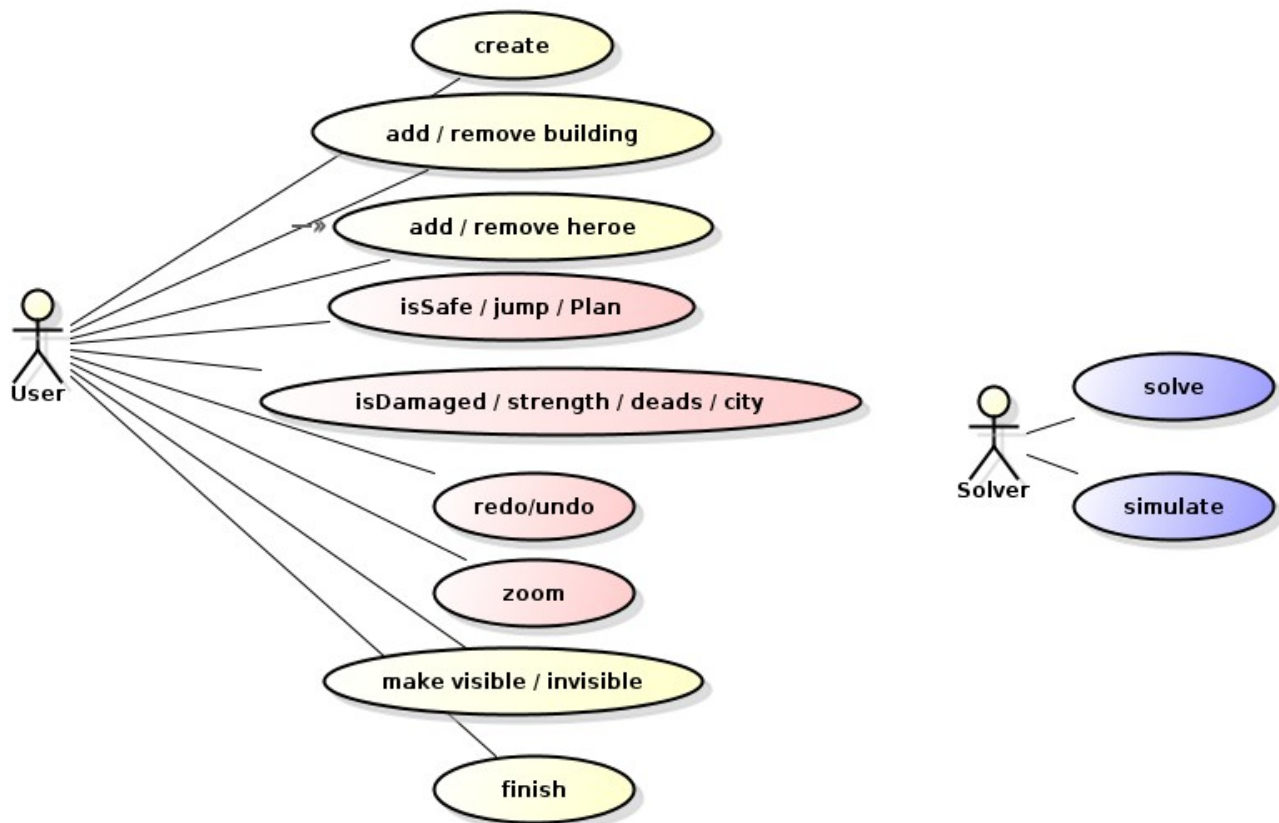 create
add / remove building
add / remove heroe
isSafe / jump / Plan
User
isDamaged / strength / deads / city
redo/undo
zoom
make visible / invisible
finish
solve
Solver
simulate